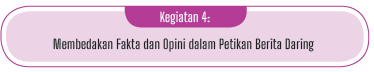 Kegiatan 4:
Membedakan Fakta dan Opini dalam Petikan Berita Daring